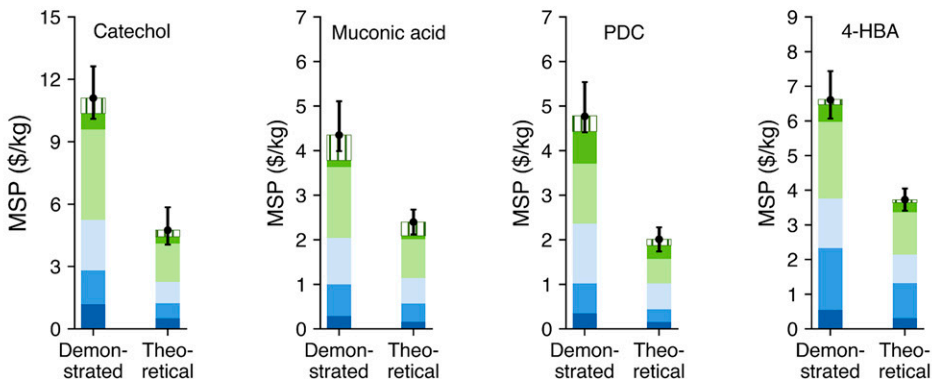 Catechol
MSP ($/kg)
15
12
9
6
3
0
Demon-
strated
Theo-
retical
Muconic acid
MSP ($/kg)
7
6
5
4
3
2
1
0
Demon-
strated
Theo-
retical
PDC
MSP ($/kg)
7
6
5
4
3
2
1
0
Demon-
strated
Theo-
retical
4-HBA
MSP ($/kg)
9
8
7
6
5
4
3
2
1
0
Demon-
strated
Theo-
retical